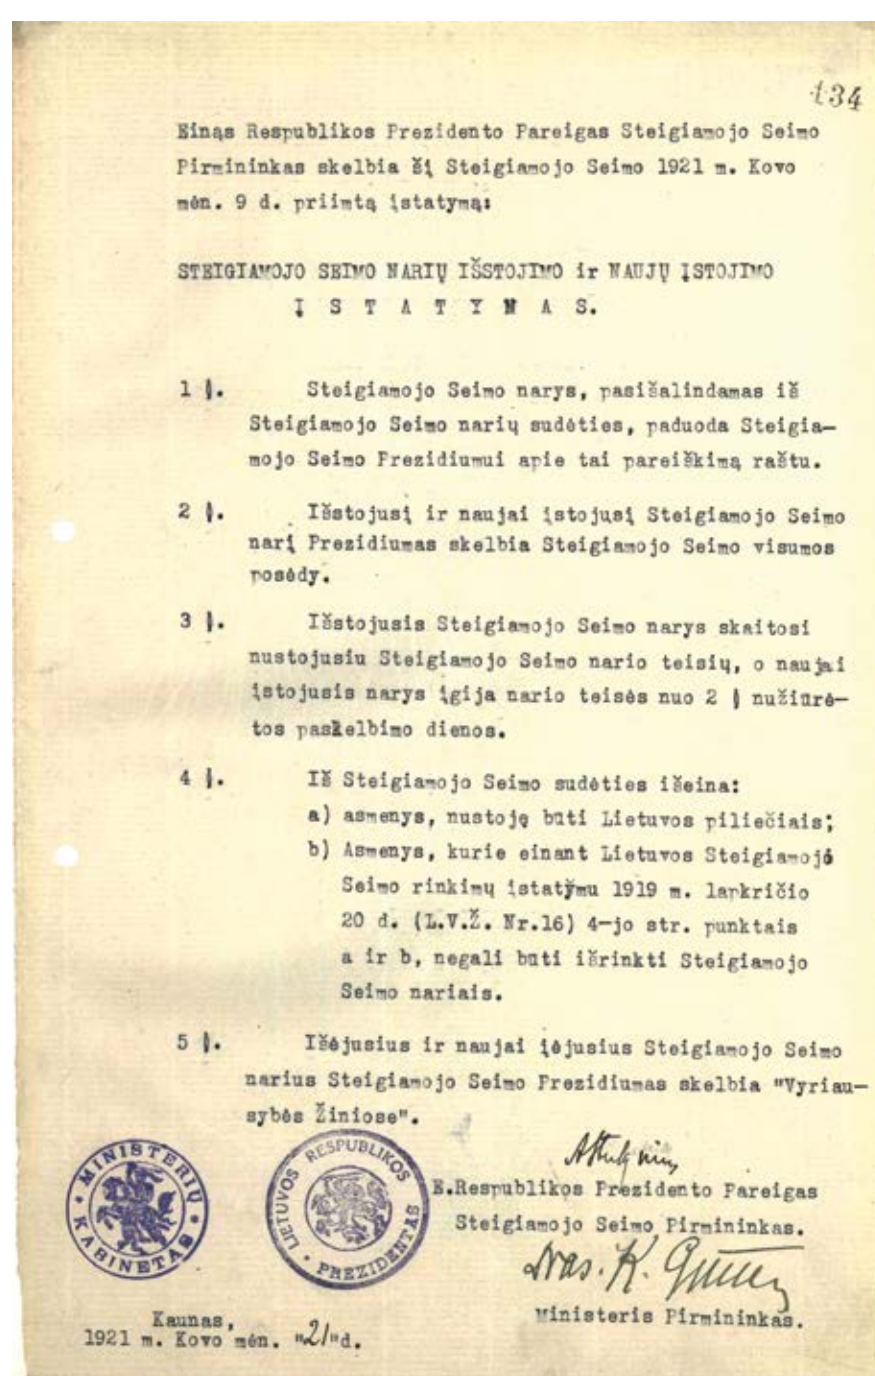 134
Einąs Respublikos Prezidento Pareigas Steigiamojo Seimo
Pirmininkas skelbia šį Steigiamojo Seimo 1921 m. Kovo
mėn. 9 d. priimtą įstatymą:
STEIGIAMOJO SEIMO NARIŲ IŠSTOJIMO ir NAUJŲ ĮSTOJIMO
Į S T A T Y M A S.
1 §. Steigiamojo Seimo narys, pasišalindamas iš
Steigiamojo Seimo narių sudėties, paduoda Steigia-
mojo Seimo Prezidiumui apie tai pareiškimą raštu.
2 §. Išstojusį ir naujai įstojusį Steigiamojo Seimo
narį Prezidiumas skelbia Steigiamojo Seimo visumos
posėdy.
3 §. Išstojusis Steigiamojo Seimo narys skaitosi
nustojusiu Steigiamojo Seimo nario teisių, o naujai
įstojusis narys įgija nario teisės nuo 2 § nužiūrė-
tos paskelbimo dienos.
4 §. Iš Steigiamojo Seimo sudėties išeina:
a) asmenys, nustoję būti Lietuvos piliečiais;
b) Asmenys, kurie einant Lietuvos Steigiamojo
Seimo rinkimų įstatymu 1919 m. lapkričio
20 d. (L.V.Ž. Nr.16) 4-jo str. punktais
a ir b, negali būti išrinkti Steigiamojo
Seimo nariais.
5 §. Išėjusius ir naujai įėjusius Steigiamojo Seimo
narius Steigiamojo Seimo Prezidiumas skelbia "Vyriau-
sybės Žiniose".
MINISTERIŲ KABINETAS
LIETUVOS RESPUBLIKOS PREZIDENTAS
E.Respublikos Prezidento Pareigas
Steigiamojo Seimo Pirmininkas.
Dras. K.
Ministeris Pirmininkas.
Kaunas,
1921 m. Kovo mėn. "21"d.